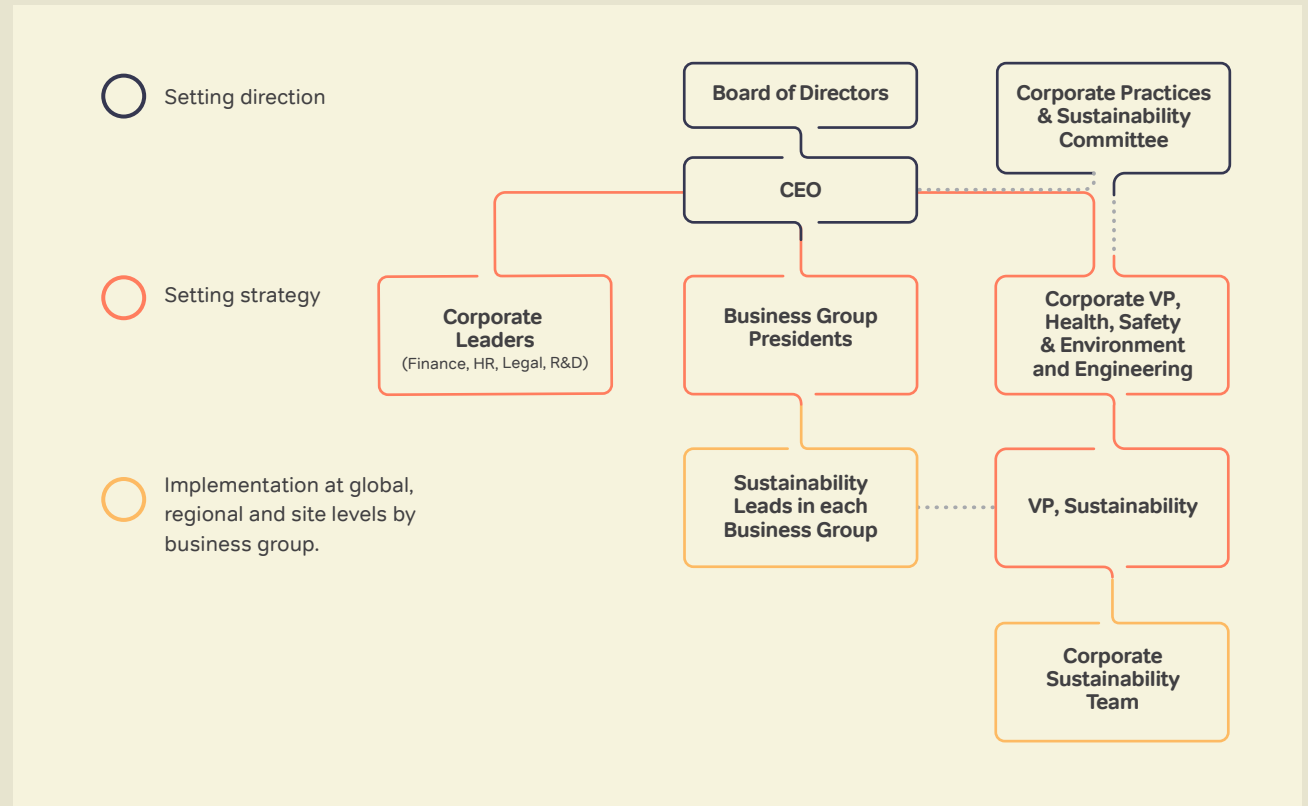 Setting direction
Board of Directors
Corporate Practices
& Sustainability
Committee
CEO
Setting strategy
Corporate
Leaders
(Finance, HR, Legal, R&D)
Business Group
Presidents
Corporate VP,
Health, Safety
& Environment
and Engineering
Implementation at global,
regional and site levels by
business group.
Sustainability
Leads in each
Business Group
VP, Sustainability
Corporate
Sustainability
Team